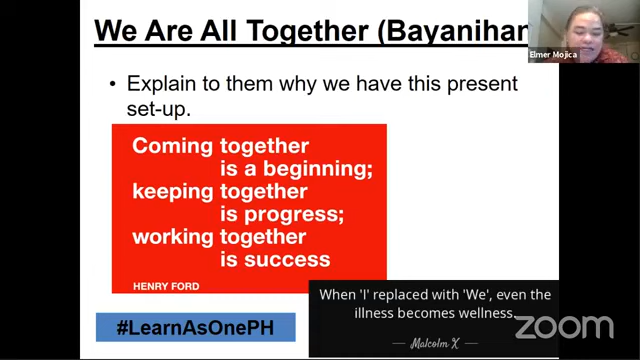 We Are All Together (Bayanihan
Elmer Mojica
• Explain to them why we have this present
set-up.
Coming together
is a beginning;
keeping together
is progress;
working together
is success
HENRY FORD
When 'I' replaced with 'We', even the
illness becomes wellness.
Malcolm X
#LearnAsOnePH
zoom